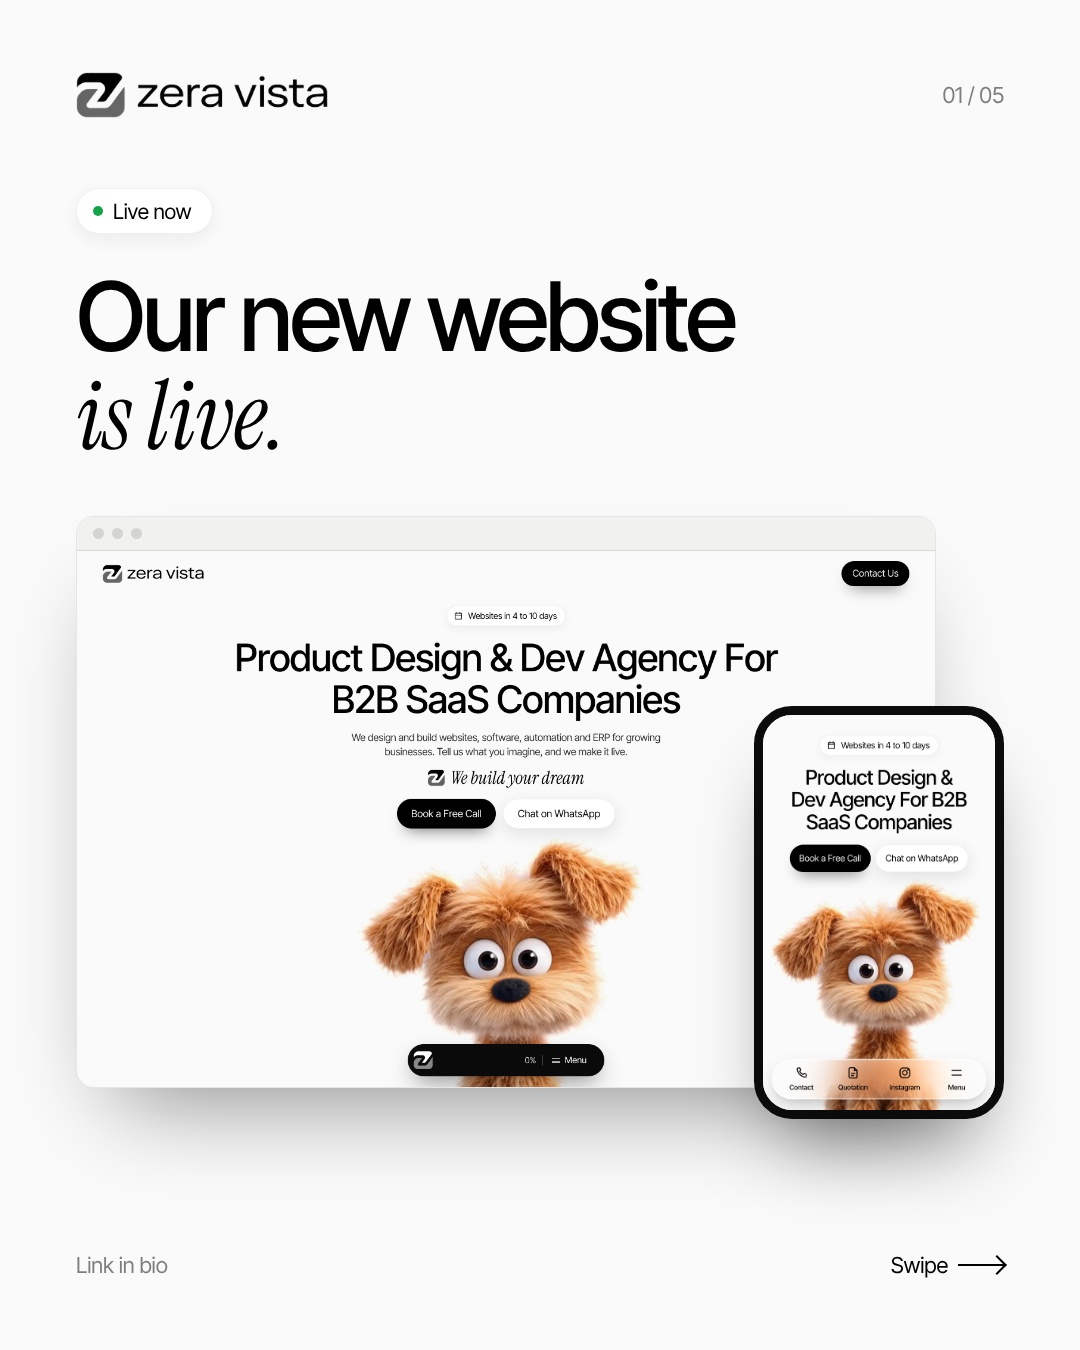 zera vista
01 / 05
Live now
Our new website
is live.
zera vista
Contact Us
Websites in 4 to 10 days
Product Design & Dev Agency For
B2B SaaS Companies
We design and build websites, software, automation and ERP for growing
businesses. Tell us what you imagine, and we make it live.
We build your dream
Book a Free Call
Chat on WhatsApp
0%
Menu
Websites in 4 to 10 days
Product Design &
Dev Agency For B2B
SaaS Companies
Book a Free Call
Chat on WhatsApp
Contact
Quotation
Instagram
Menu
Link in bio
Swipe